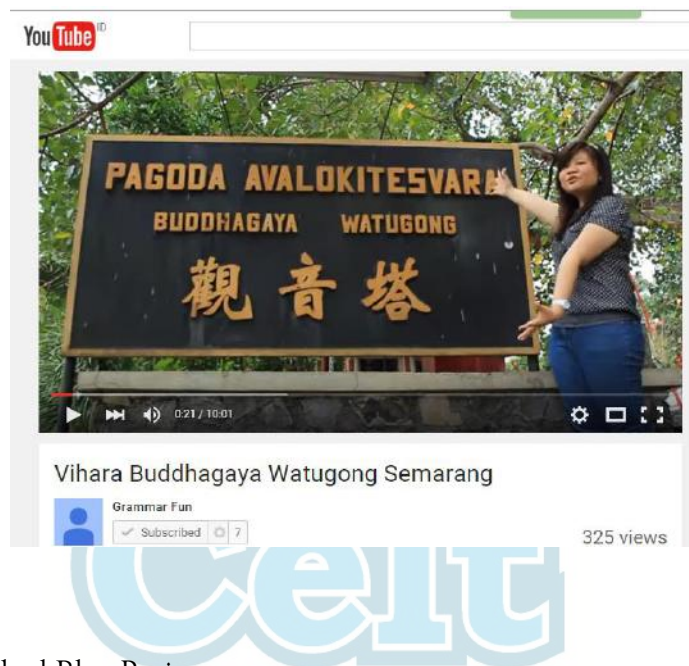 YouTube ID
PAGODA AVALOKITESVARA
BUDDHAGAYA WATUGONG
觀音塔
0:21 / 10:01
Vihara Buddhagaya Watugong Semarang
Grammar Fun
Subscribed 7
325 views
Celt